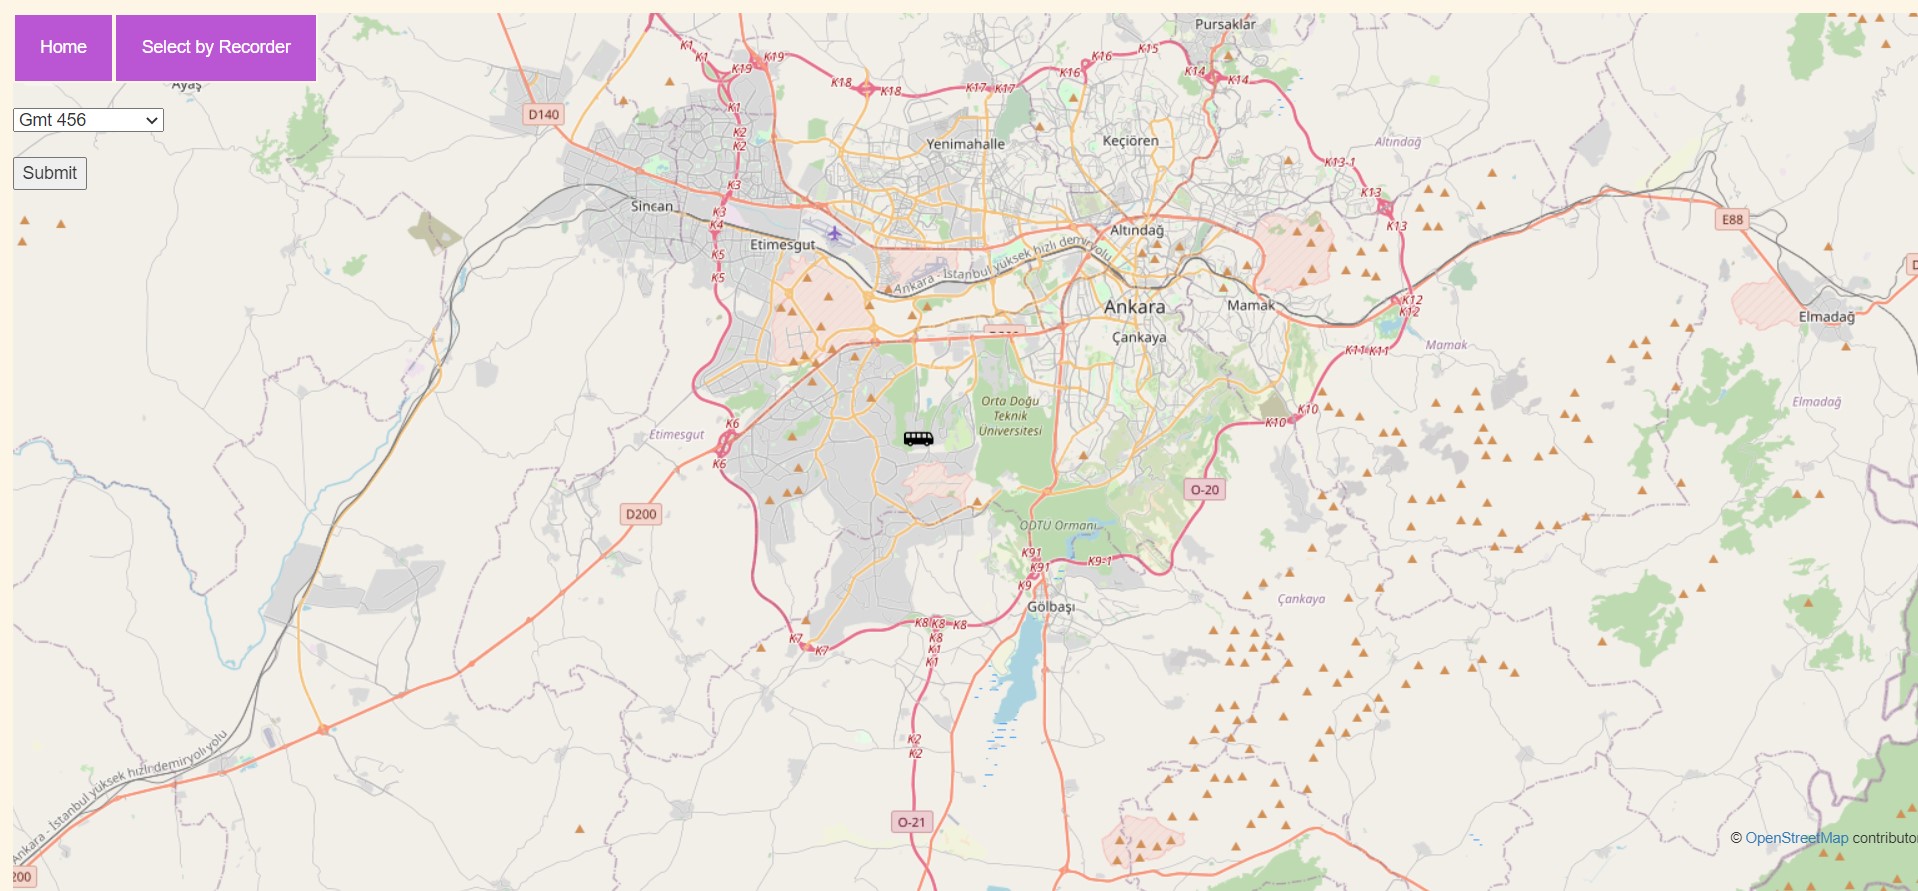 Home
Select by Recorder
Gmt 456
Submit
Ayaş
Pursaklar
K1
K1
K19
K19
K18
K18
K17
K17
K16
K16
K15
K14
K14
D140
K1
K2
K2
Yenimahalle
Keçiören
Altındağ
K13-1
K3
K13
Sincan
K3
K4
K13
E88
Etimesgut
Altındağ
K5
K5
Ankara - İstanbul yüksek hızlı demiryolu
Ankara
Mamak
K12
K12
Elmadağ
Çankaya
K11
K11
Mamak
Orta Doğu
Teknik
Üniversitesi
Elmadağ
K10
K10
K6
Etimesgut
K6
O-20
D200
ODTÜ Ormanı
K91
K91
K9-1
K9
Gölbaşı
Çankaya
K8
K8
K8
K7
K7
K8
K1
K1
K2
K2
Ankara - İstanbul yüksek hızlı demiryolu
O-21
© OpenStreetMap contributo
200